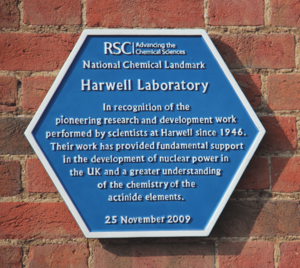 RSC | Advancing the
Chemical Sciences
National Chemical Landmark
Harwell Laboratory
In recognition of the
pioneering research and development work
performed by scientists at Harwell since 1946.
Their work has provided fundamental support
in the development of nuclear power in
the UK and a greater understanding
of the chemistry of the
actinide elements.
25 November 2009